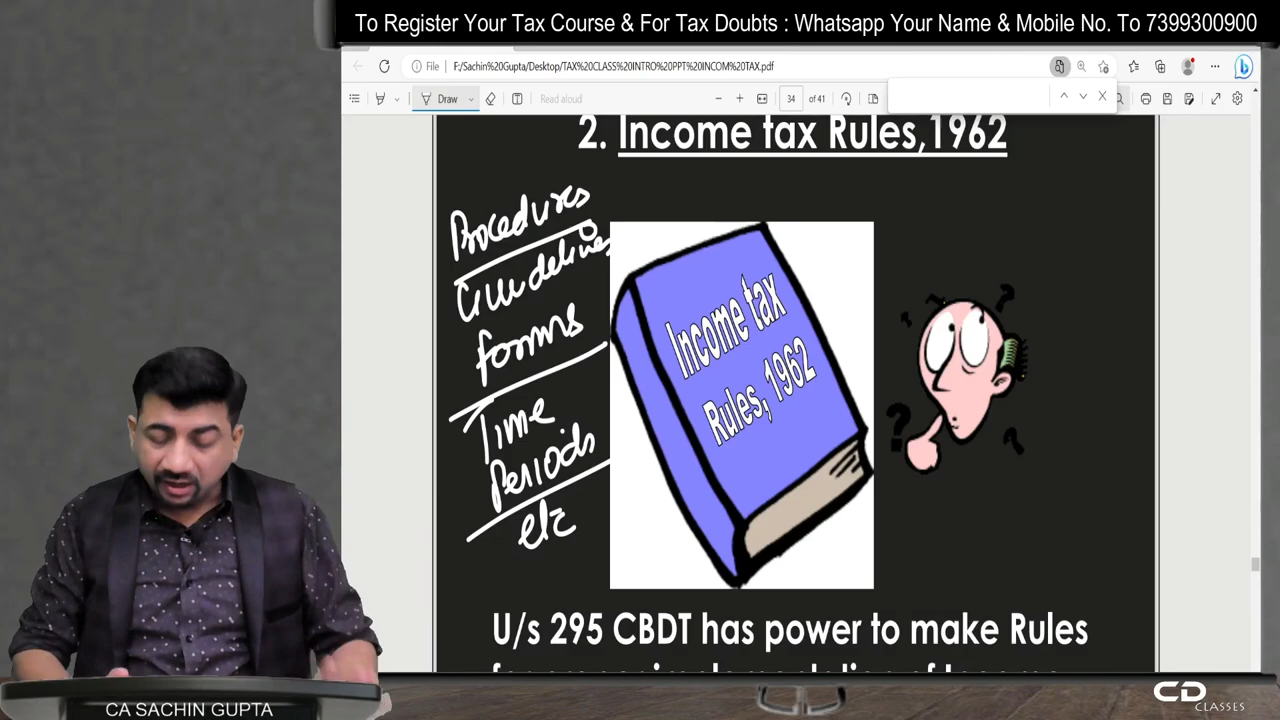 To Register Your Tax Course & For Tax Doubts : Whatsapp Your Name & Mobile No. To 7399300900
File
F:/Sachin%20Gupta/Desktop/TAX%20CLASS%20INTRO%20PPT%20INCOM%20TAX.pdf
Draw
Read aloud
34 of 41
2. Income tax Rules,1962
Procedures
Guidelines
forms
Time
Periods
etc
Income tax
Rules, 1962
U/s 295 CBDT has power to make Rules
CA SACHIN GUPTA
CD
CLASSES